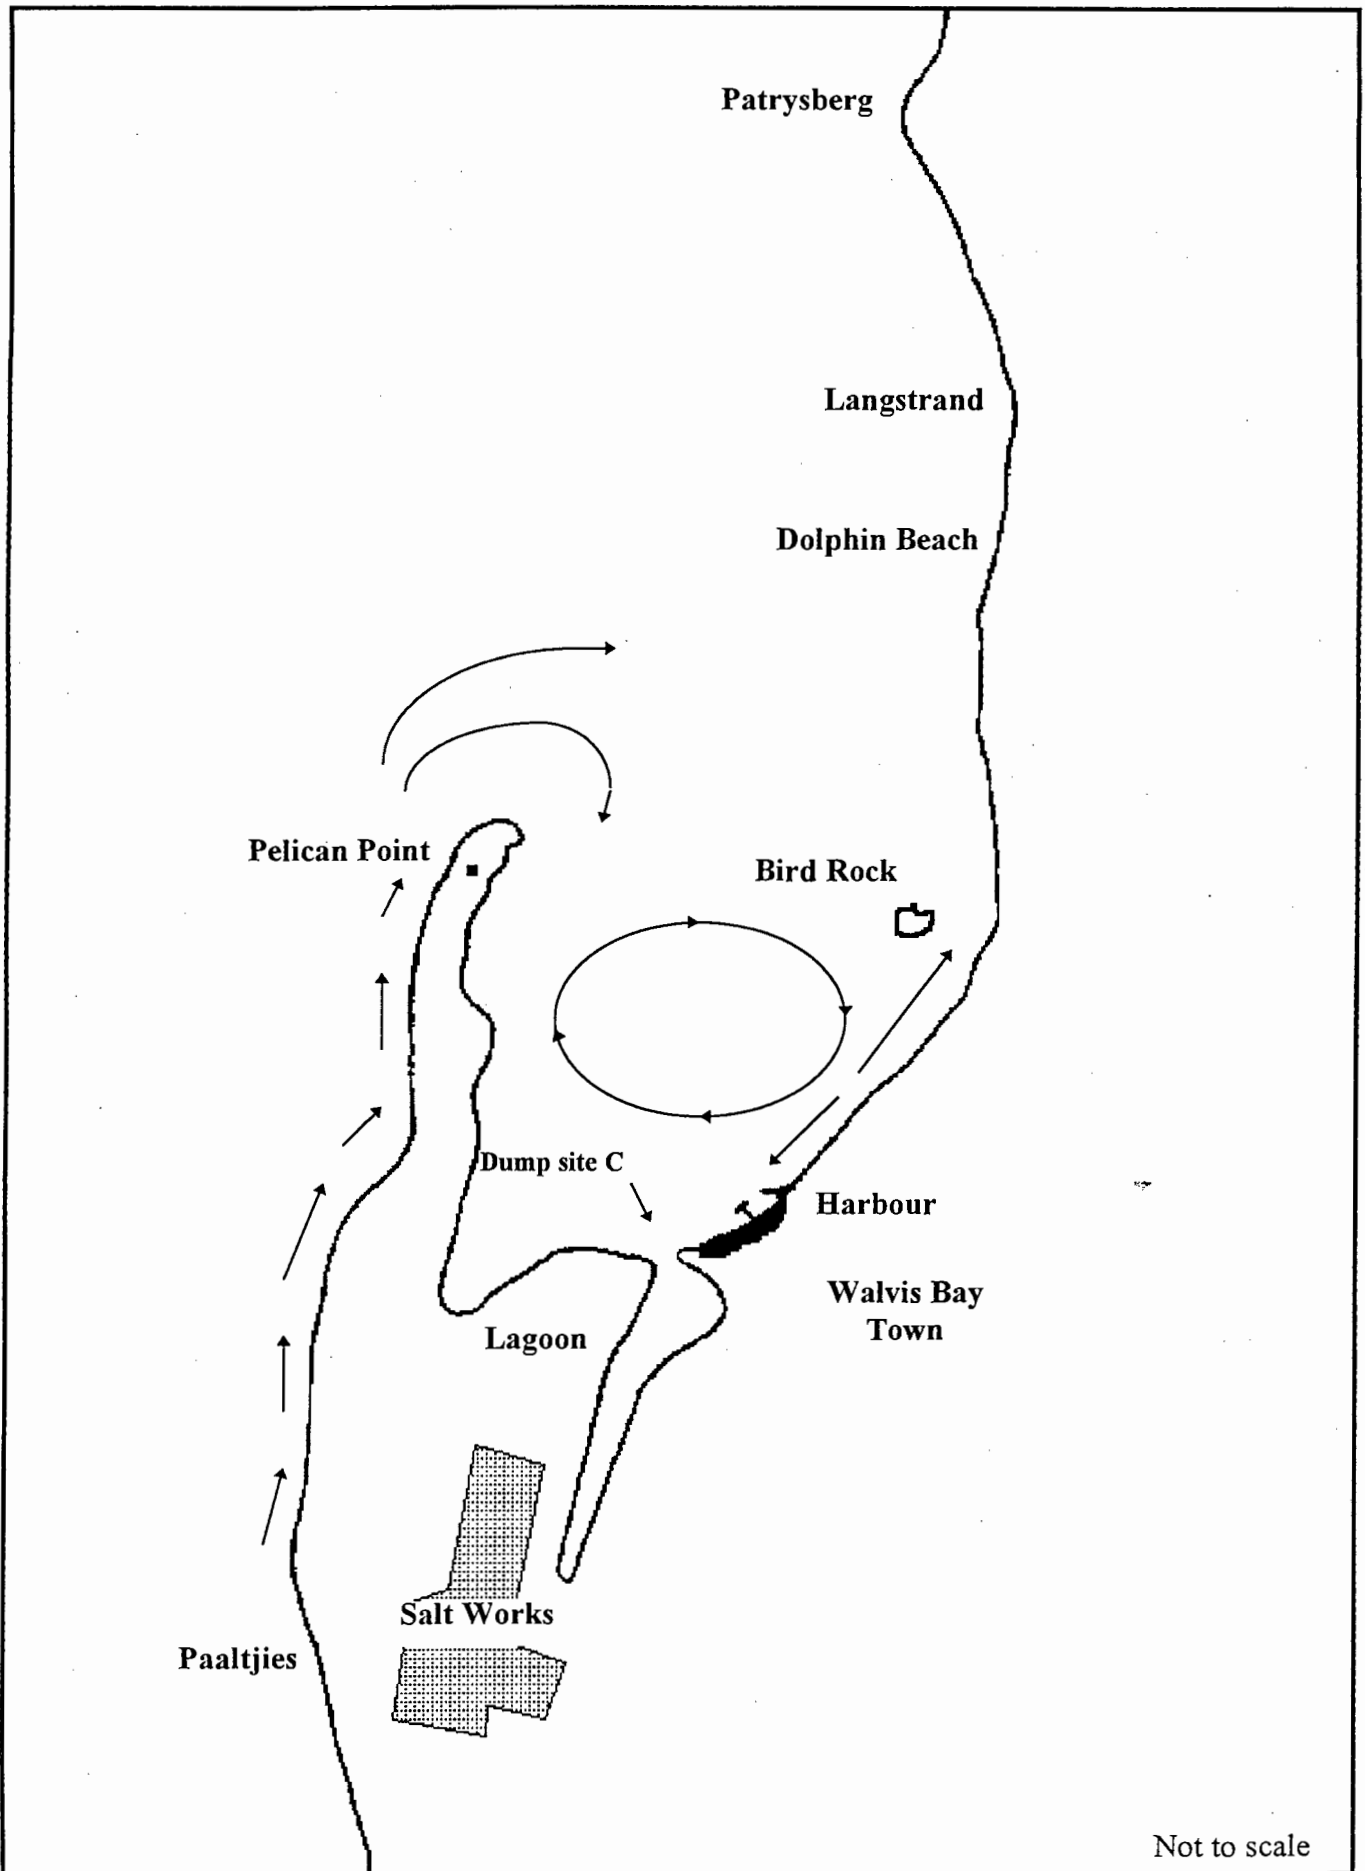 Patrysberg
Langstrand
Dolphin Beach
Pelican Point
Bird Rock
Dump site C
Harbour
Walvis Bay
Town
Lagoon
Salt Works
Paaltjies
Not to scale